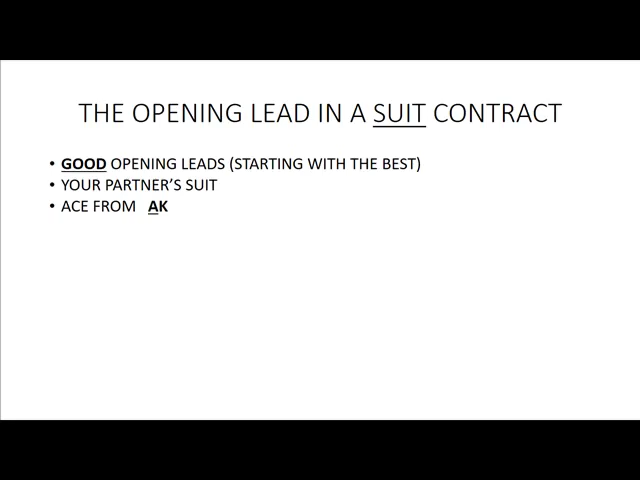 THE OPENING LEAD IN A SUIT CONTRACT
• GOOD OPENING LEADS (STARTING WITH THE BEST)
• YOUR PARTNER'S SUIT
• ACE FROM AK